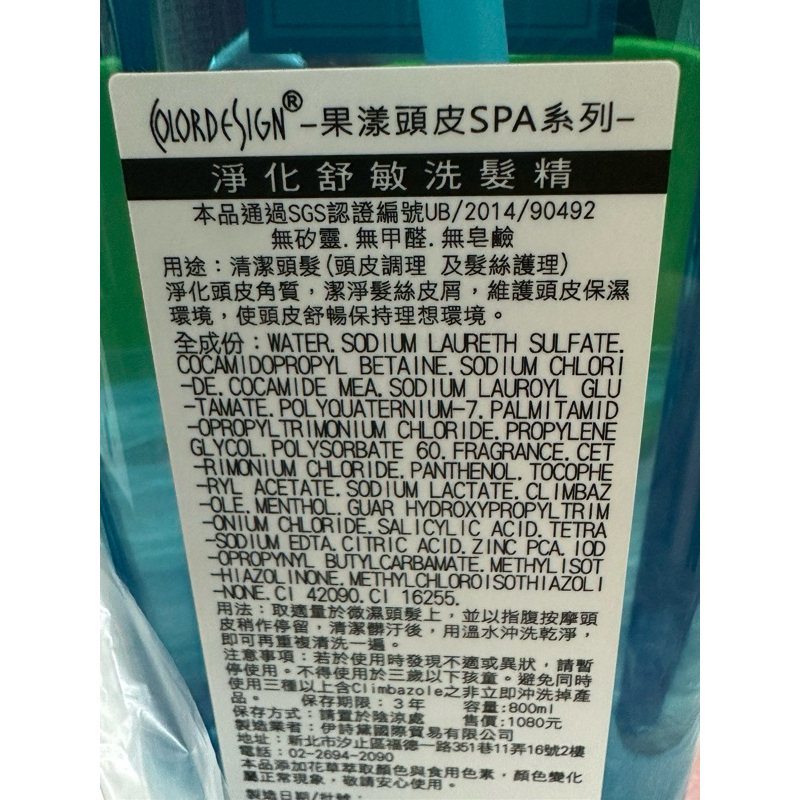 COLORDESIGN® –果漾頭皮SPA系列–
淨化舒敏洗髮精
本品通過SGS認證編號UB/2014/90492
無矽靈.無甲醛.無皂鹼
用途：清潔頭髮(頭皮調理 及髮絲護理)
淨化頭皮角質，潔淨髮絲皮屑，維護頭皮保濕
環境，使頭皮舒暢保持理想環境。
全成份：WATER.SODIUM LAURETH SULFATE.
COCAMIDOPROPYL BETAINE.SODIUM CHLORI
-DE.COCAMIDE MEA.SODIUM LAUROYL GLU
-TAMATE.POLYQUATERNIUM-7.PALMITAMID
-OPROPYLTRIMONIUM CHLORIDE.PROPYLENE
GLYCOL.POLYSORBATE 60.FRAGRANCE.CET
-RIMONIUM CHLORIDE.PANTHENOL.TOCOPHE
-RYL ACETATE.SODIUM LACTATE.CLIMBAZ
-OLE.MENTHOL.GUAR HYDROXYPROPYLTRIM
-ONIUM CHLORIDE.SALICYLIC ACID.TETRA
-SODIUM EDTA.CITRIC ACID.ZINC PCA.IOD
-OPROPYNYL BUTYLCARBAMATE.METHYLISOT
-HIAZOLINONE.METHYLCHLOROISOTHIAZOLI
-NONE.CI 42090.CI 16255.
用法：取適量於微濕頭髮上，並以指腹按摩頭
皮稍作停留，清潔髒汙後，用溫水沖洗乾淨，
即可再重複清洗一遍。
注意事項：若於使用時發現不適或異狀，請暫
停使用。不得使用於三歲以下孩童。避免同時
使用三種以上含Climbazole之非立即沖洗掉產
品。 保存期限：3年 容量:800ml
保存方式：請置於陰涼處 售價:1080元
製造業者：伊詩黛國際貿易有限公司
地址：新北市汐止區福德一路351巷11弄16號2樓
電話：02-2694-2090
本品添加花草萃取顏色與食用色素，顏色變化
屬正常現象，敬請安心使用。
製造日期/批號：